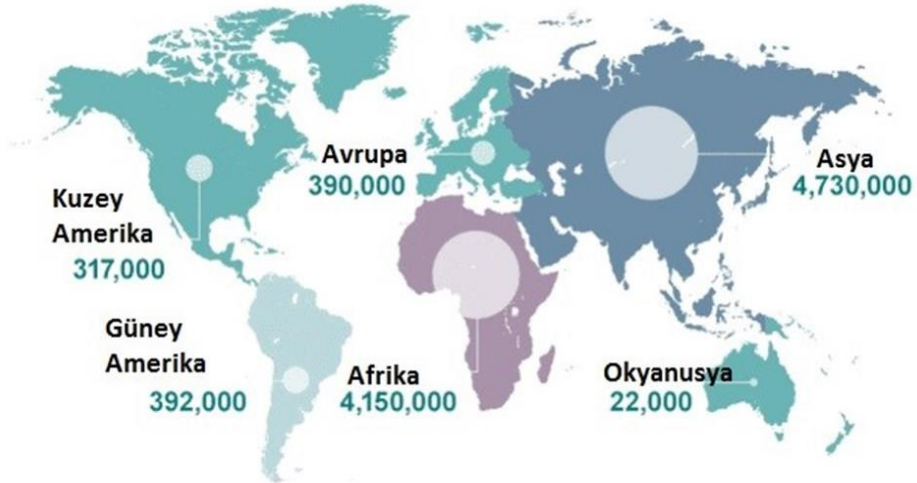 Avrupa
390,000
Asya
4,730,000
Kuzey
Amerika
317,000
Güney
Amerika
392,000
Afrika
4,150,000
Okyanusya
22,000